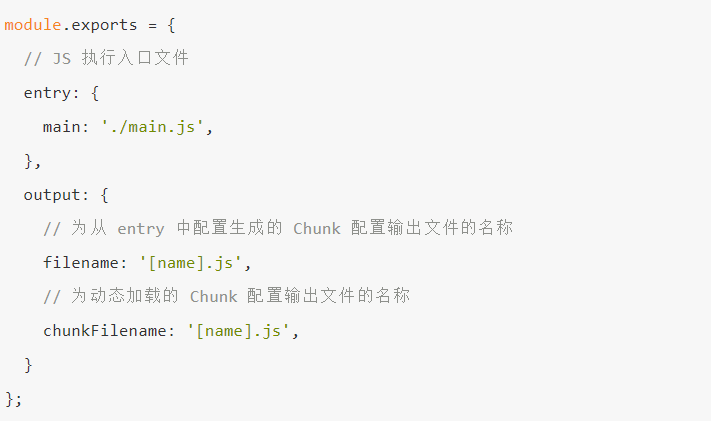 module.exports = {
  // JS 执行入口文件
  entry: {
    main: './main.js',
  },
  output: {
    // 为从 entry 中配置生成的 Chunk 配置输出文件的名称
    filename: '[name].js',
    // 为动态加载的 Chunk 配置输出文件的名称
    chunkFilename: '[name].js',
  }
};